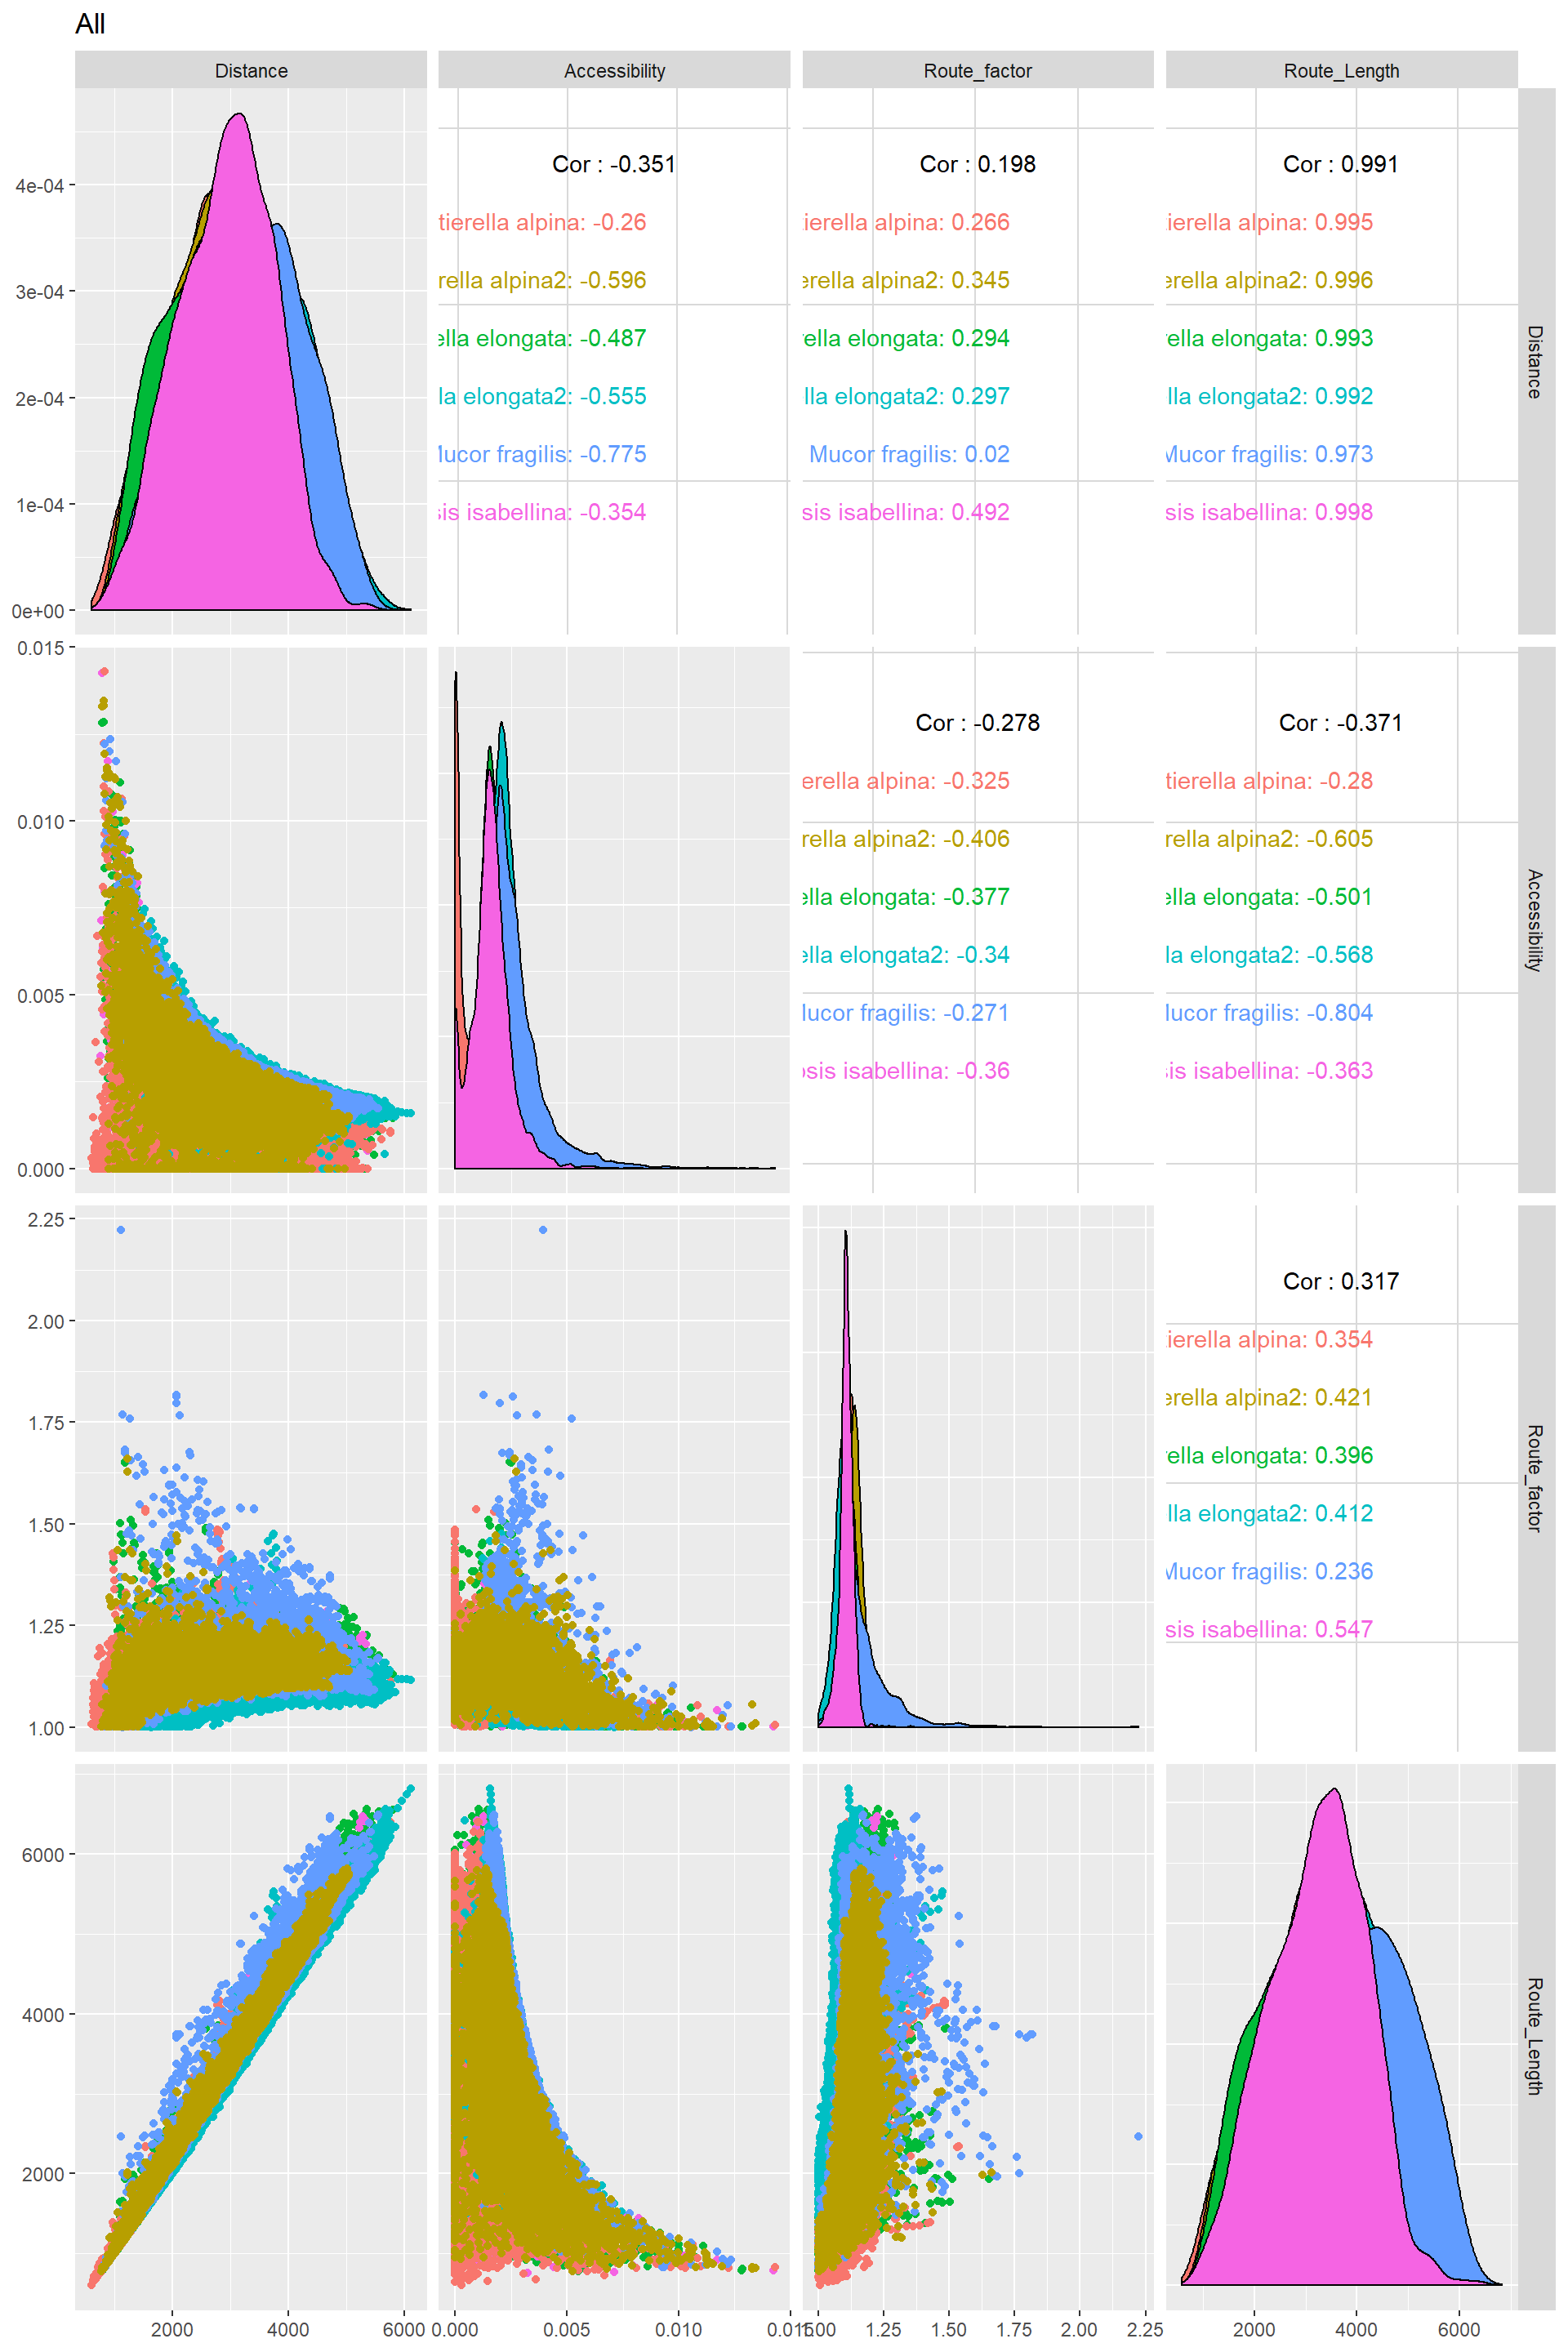 All
Distance Accessibility Route_factor Route_Length
4e-04
3e-04
2e-04
1e-04
0e+00
Cor : -0.351
tierella alpina: -0.26
rella alpina2: -0.596
ella elongata: -0.487
la elongata2: -0.555
Mucor fragilis: -0.775
sis isabellina: -0.354
Cor : 0.198
ierella alpina: 0.266
erella alpina2: 0.345
rella elongata: 0.294
lla elongata2: 0.297
Mucor fragilis: 0.02
sis isabellina: 0.492
Cor : 0.991
tierella alpina: 0.995
erella alpina2: 0.996
rella elongata: 0.993
lla elongata2: 0.992
Mucor fragilis: 0.973
sis isabellina: 0.998
Distance
0.015
0.010
0.005
0.000
Cor : -0.278
erella alpina: -0.325
rella alpina2: -0.406
ella elongata: -0.377
ella elongata2: -0.34
lucor fragilis: -0.271
osis isabellina: -0.36
Cor : -0.371
tierella alpina: -0.28
rella alpina2: -0.605
ella elongata: -0.501
la elongata2: -0.568
lucor fragilis: -0.804
sis isabellina: -0.363
Accessibility
2.25
2.00
1.75
1.50
1.25
1.00
Cor : 0.317
tierella alpina: 0.354
erella alpina2: 0.421
rella elongata: 0.396
lla elongata2: 0.412
Mucor fragilis: 0.236
sis isabellina: 0.547
Route_factor
6000
4000
2000
Route_Length
2000 4000 6000
0.000 0.005 0.010
1.25 1.50 1.75 2.00 2.25
2000 4000 6000